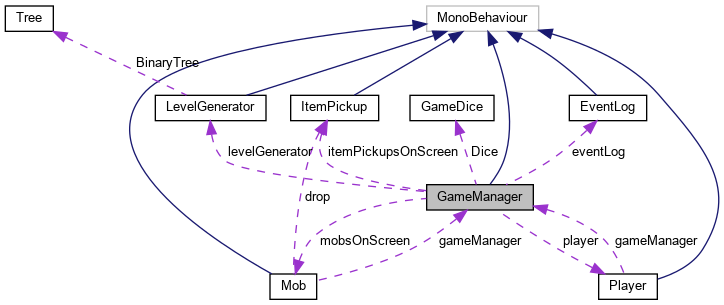 Tree
MonoBehaviour
BinaryTree
LevelGenerator
ItemPickup
GameDice
EventLog
levelGenerator
itemPickupsOnScreen
Dice
eventLog
drop
GameManager
mobsOnScreen
gameManager
player
gameManager
Mob
Player